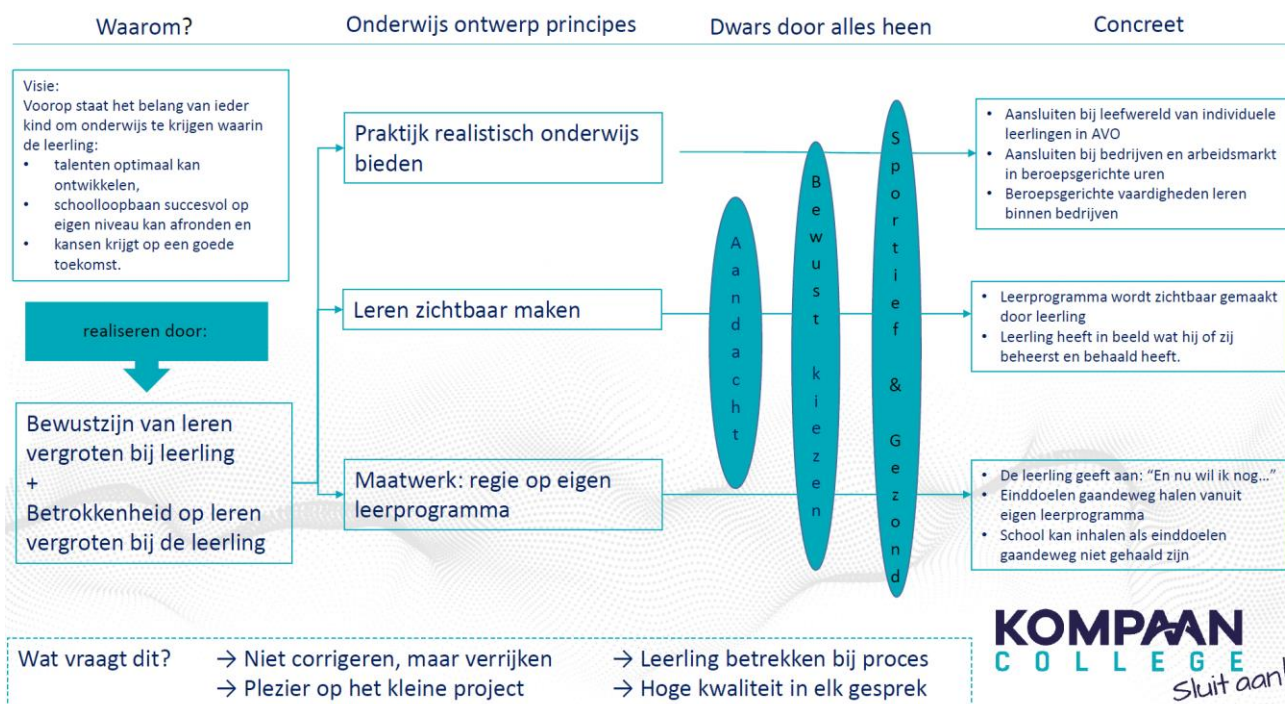 Waarom?
Onderwijs ontwerp principes
Dwars door alles heen
Concreet
Visie:
Voorop staat het belang van ieder
kind om onderwijs te krijgen waarin
de leerling:
• talenten optimaal kan
ontwikkelen,
• schoolloopbaan succesvol op
eigen niveau kan afronden en
• kansen krijgt op een goede
toekomst.
realiseren door:
Bewustzijn van leren
vergroten bij leerling
+
Betrokkenheid op leren
vergroten bij de leerling
Praktijk realistisch onderwijs
bieden
Leren zichtbaar maken
Maatwerk: regie op eigen
leerprogramma
Aandacht
Bewust kiezen
Sportief & Gezond
• Aansluiten bij leefwereld van individuele
leerlingen in AVO
• Aansluiten bij bedrijven en arbeidsmarkt
in beroepsgerichte uren
• Beroepsgerichte vaardigheden leren
binnen bedrijven
• Leerprogramma wordt zichtbaar gemaakt
door leerling
• Leerling heeft in beeld wat hij of zij
beheerst en behaald heeft.
• De leerling geeft aan: “En nu wil ik nog…”
• Einddoelen gaandeweg halen vanuit
eigen leerprogramma
• School kan inhalen als einddoelen
gaandeweg niet gehaald zijn
Wat vraagt dit?
→ Niet corrigeren, maar verrijken
→ Leerling betrekken bij proces
→ Plezier op het kleine project
→ Hoge kwaliteit in elk gesprek
KOMPAAN
COLLEGE
Sluit aan!